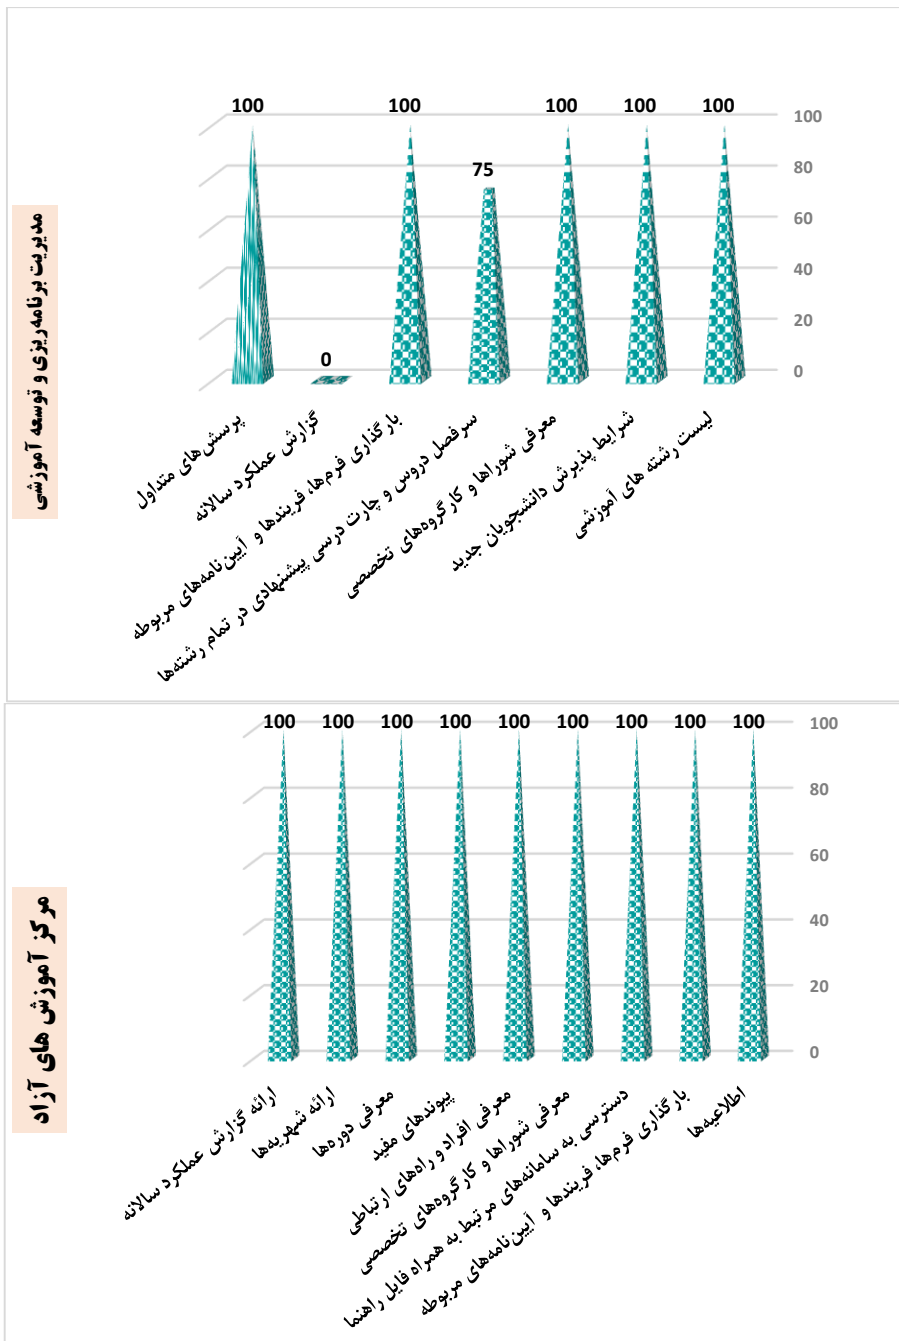 مدیریت برنامه‌ریزی و توسعه آموزشی
100
100
75
100
100
100
0
100
80
60
40
20
0
پرسش‌های متداول
گزارش عملکرد سالانه
بارگذاری فرم‌ها، فریندها و آیین‌نامه‌های مربوطه
سرفصل دروس و چارت درسی پیشنهادی در تمام رشته‌ها
معرفی شوراها و کارگروه‌های تخصصی
شرایط پذیرش دانشجویان جدید
لیست رشته های آموزشی
مرکز آموزش های آزاد
100
100
100
100
100
100
100
100
100
100
80
60
40
20
0
ارائه گزارش عملکرد سالانه
ارائه شهریه‌ها
معرفی دوره‌ها
پیوندهای مفید
معرفی افراد و راه‌های ارتباطی
معرفی شوراها و کارگروه‌های تخصصی
دسترسی به سامانه‌های مرتبط به همراه فایل راهنما
بارگذاری فرم‌ها، فریندها و آیین‌نامه‌های مربوطه
اطلاعیه‌ها